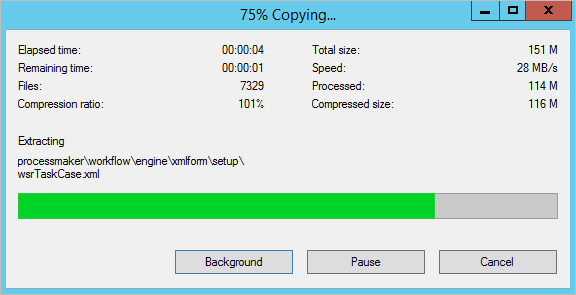 75% Copying...
Elapsed time: 00:00:04 Total size: 151 M
Remaining time: 00:00:01 Speed: 28 MB/s
Files: 7329 Processed: 114 M
Compression ratio: 101% Compressed size: 116 M
Extracting
processmaker\workflow\engine\xmlform\setup\
wsrTaskCase.xml
Background Pause Cancel